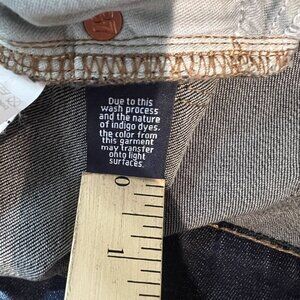 Due to this
wash process
and the nature
of indigo dyes,
the color from
this garment
may transfer
onto light
surfaces.
0
1